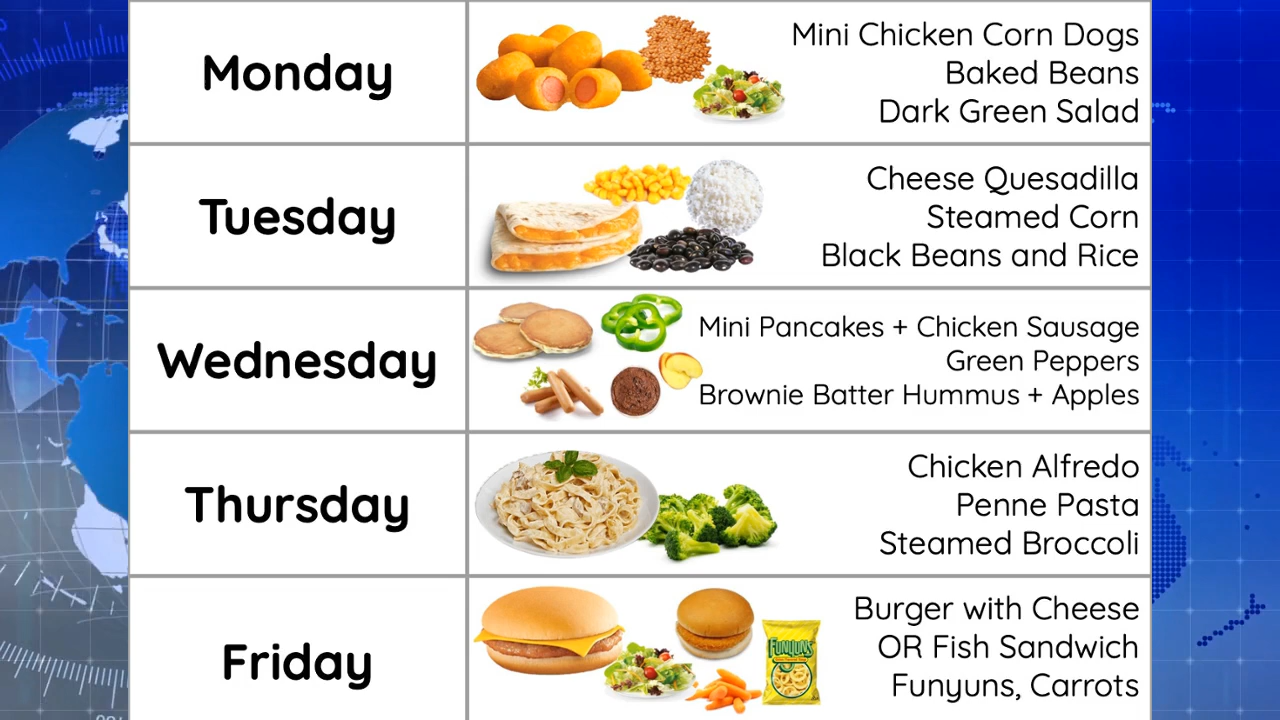 Monday
Mini Chicken Corn Dogs
Baked Beans
Dark Green Salad
Tuesday
Cheese Quesadilla
Steamed Corn
Black Beans and Rice
Wednesday
Mini Pancakes + Chicken Sausage
Green Peppers
Brownie Batter Hummus + Apples
Thursday
Chicken Alfredo
Penne Pasta
Steamed Broccoli
Friday
Burger with Cheese
OR Fish Sandwich
Funyuns, Carrots
FUNYUNS